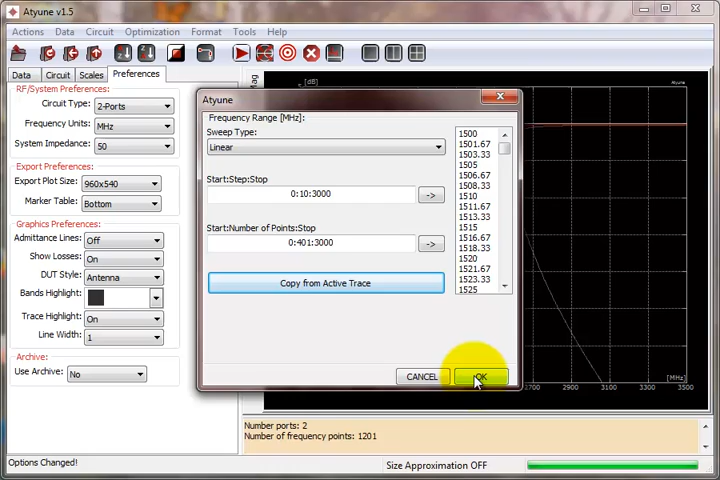 Atyune v1.5
Actions Data Circuit Optimization Format Tools Help
Data Circuit Scales Preferences
RF/System Preferences:
Circuit Type: 2-Ports
Frequency Units: MHz
System Impedance: 50
Export Preferences:
Export Plot Size: 960x540
Marker Table: Bottom
Graphics Preferences:
Admittance Lines: Off
Show Losses: On
DUT Style: Antenna
Bands Highlight:
Trace Highlight: On
Line Width: 1
Archive:
Use Archive: No
Options Changed!
Mag
[dB]
Atyune
Atyune
Frequency Range [MHz]:
Sweep Type:
Linear
Start:Step:Stop
0:10:3000
->
Start:Number of Points:Stop
0:401:3000
->
Copy from Active Trace
1500
1501.67
1503.33
1505
1506.67
1508.33
1510
1511.67
1513.33
1515
1516.67
1518.33
1520
1521.67
1523.33
1525
CANCEL OK
[MHz]
2700 2900 3100 3300 3500
Number ports: 2
Number of frequency points: 1201
Size Approximation OFF